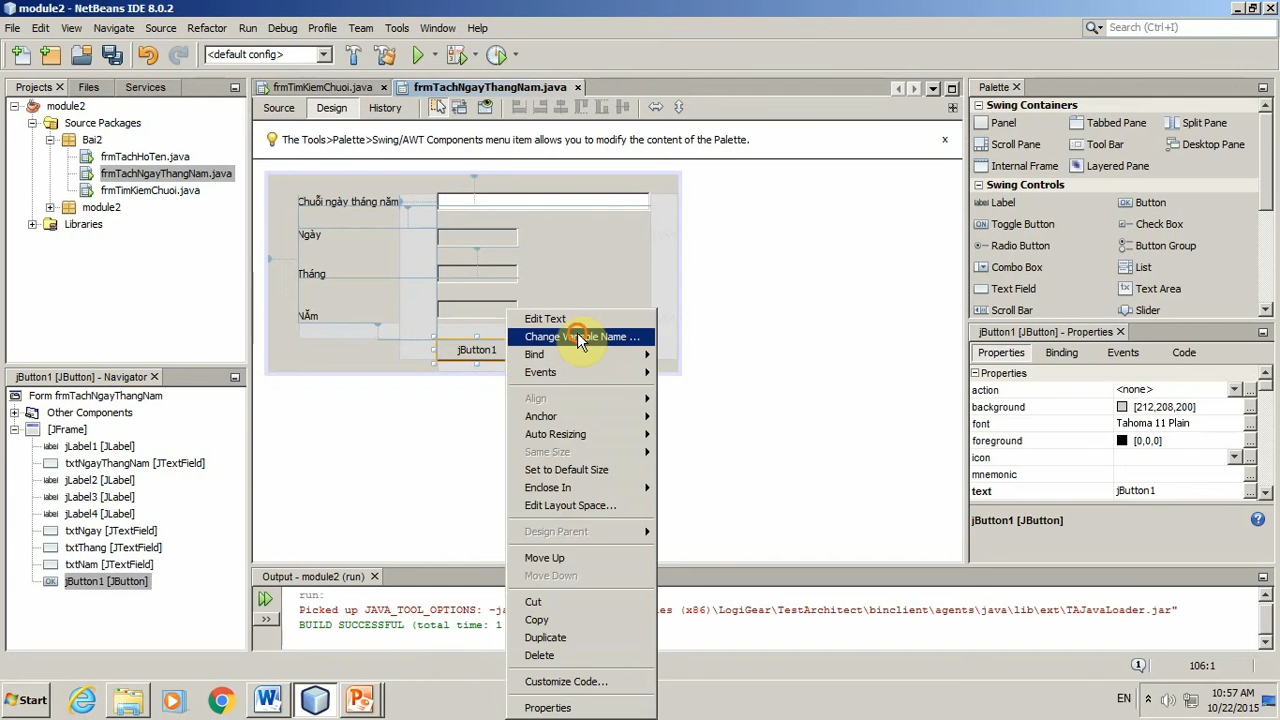 module2 - NetBeans IDE 8.0.2
File Edit View Navigate Source Refactor Run Debug Profile Team Tools Window Help
Search (Ctrl+I)
<default config>
Projects Files Services
frmTimKiemChuoi.java frmTachNgayThangNam.java
Palette
module2
Source Packages
Bai2
frmTachHoTen.java
frmTachNgayThangNam.java
frmTimKiemChuoi.java
module2
Libraries
Source Design History
The Tools>Palette>Swing/AWT Components menu item allows you to modify the content of the Palette. x
Chuỗi ngày tháng năm
Ngày
Tháng
NĂm
jButton1
Swing Containers
Panel Tabbed Pane Split Pane
Scroll Pane Tool Bar Desktop Pane
Internal Frame Layered Pane
Swing Controls
Label Button
Toggle Button Check Box
Radio Button Button Group
Combo Box List
Text Field Text Area
Scroll Bar Slider
Edit Text
Change Variable Name ...
Bind
Events
Align
Anchor
Auto Resizing
Same Size
Set to Default Size
Enclose In
Edit Layout Space...
Design Parent
Move Up
Move Down
Cut
Copy
Duplicate
Delete
Customize Code...
Properties
jButton1 [JButton] - Properties
Properties Binding Events Code
Properties
action <none>
background [212,208,200]
font Tahoma 11 Plain
foreground [0,0,0]
icon
mnemonic
text jButton1
jButton1 [JButton]
jButton1 [JButton] - Navigator
Form frmTachNgayThangNam
Other Components
[JFrame]
jLabel1 [JLabel]
txtNgayThangNam [JTextField]
jLabel2 [JLabel]
jLabel3 [JLabel]
jLabel4 [JLabel]
txtNgay [JTextField]
txtThang [JTextField]
txtNam [JTextField]
jButton1 [JButton]
Output - module2 (run)
run:
Picked up JAVA_TOOL_OPTIONS: (x86)\LogiGear\TestArchitect\binclient\agents\java\lib\ext\TAJavaLoader.jar"
BUILD SUCCESSFUL (total time: 1
1 106:1
Start
EN
10:57 AM
10/22/2015